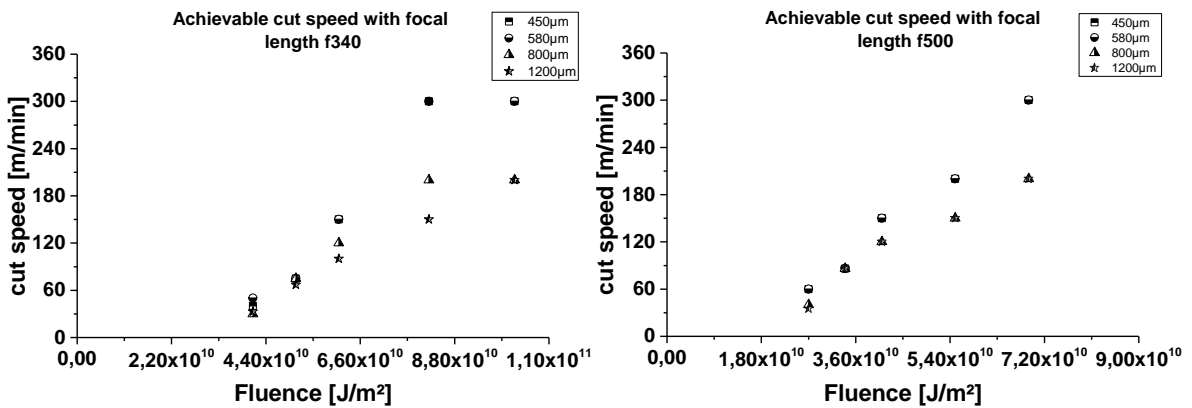 Achievable cut speed with focal
length f340
450µm
580µm
800µm
1200µm
360
300
240
180
120
60
0
cut speed [m/min]
0,00
2,20x10¹⁰
4,40x10¹⁰
6,60x10¹⁰
8,80x10¹⁰
1,10x10¹¹
Fluence [J/m²]
Achievable cut speed with focal
length f500
450µm
580µm
800µm
1200µm
360
300
240
180
120
60
0
cut speed [m/min]
0,00
1,80x10¹⁰
3,60x10¹⁰
5,40x10¹⁰
7,20x10¹⁰
9,00x10¹⁰
Fluence [J/m²]